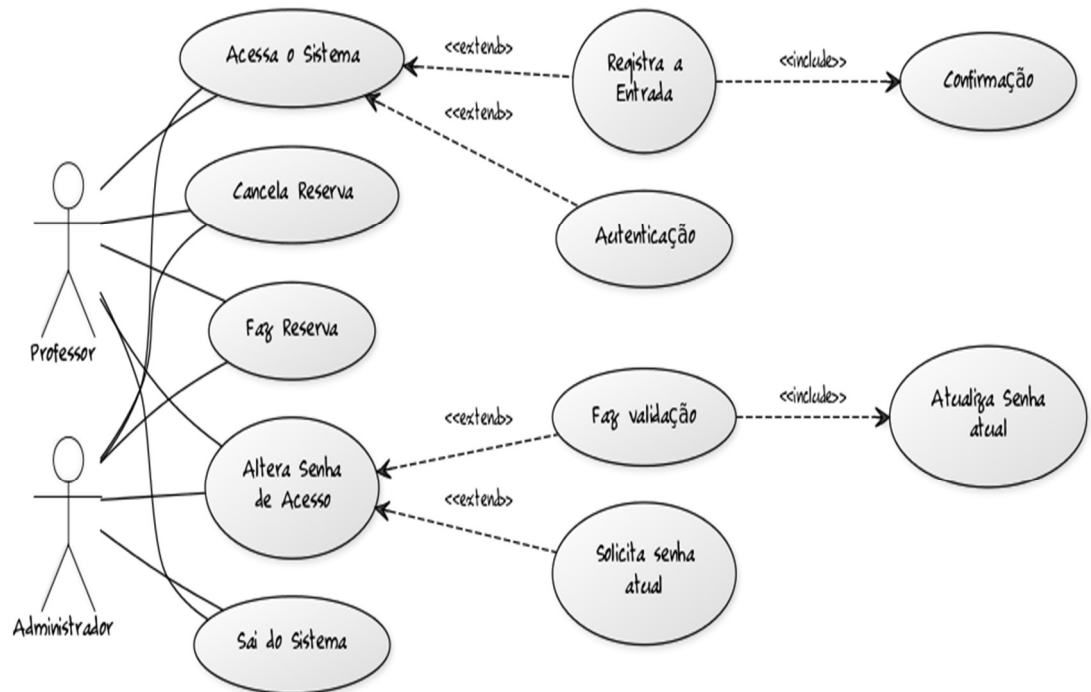 Acessa o Sistema
<<extend>>
Registra a
Entrada
<<include>>
Confirmação
<<extend>>
Cancela Reserva
Autenticação
Professor
Faz Reserva
<<extend>>
Faz validação
<<include>>
Atualiza Senha
atual
Altera Senha
de Acesso
<<extend>>
Solicita senha
atual
Administrador
Sai do Sistema